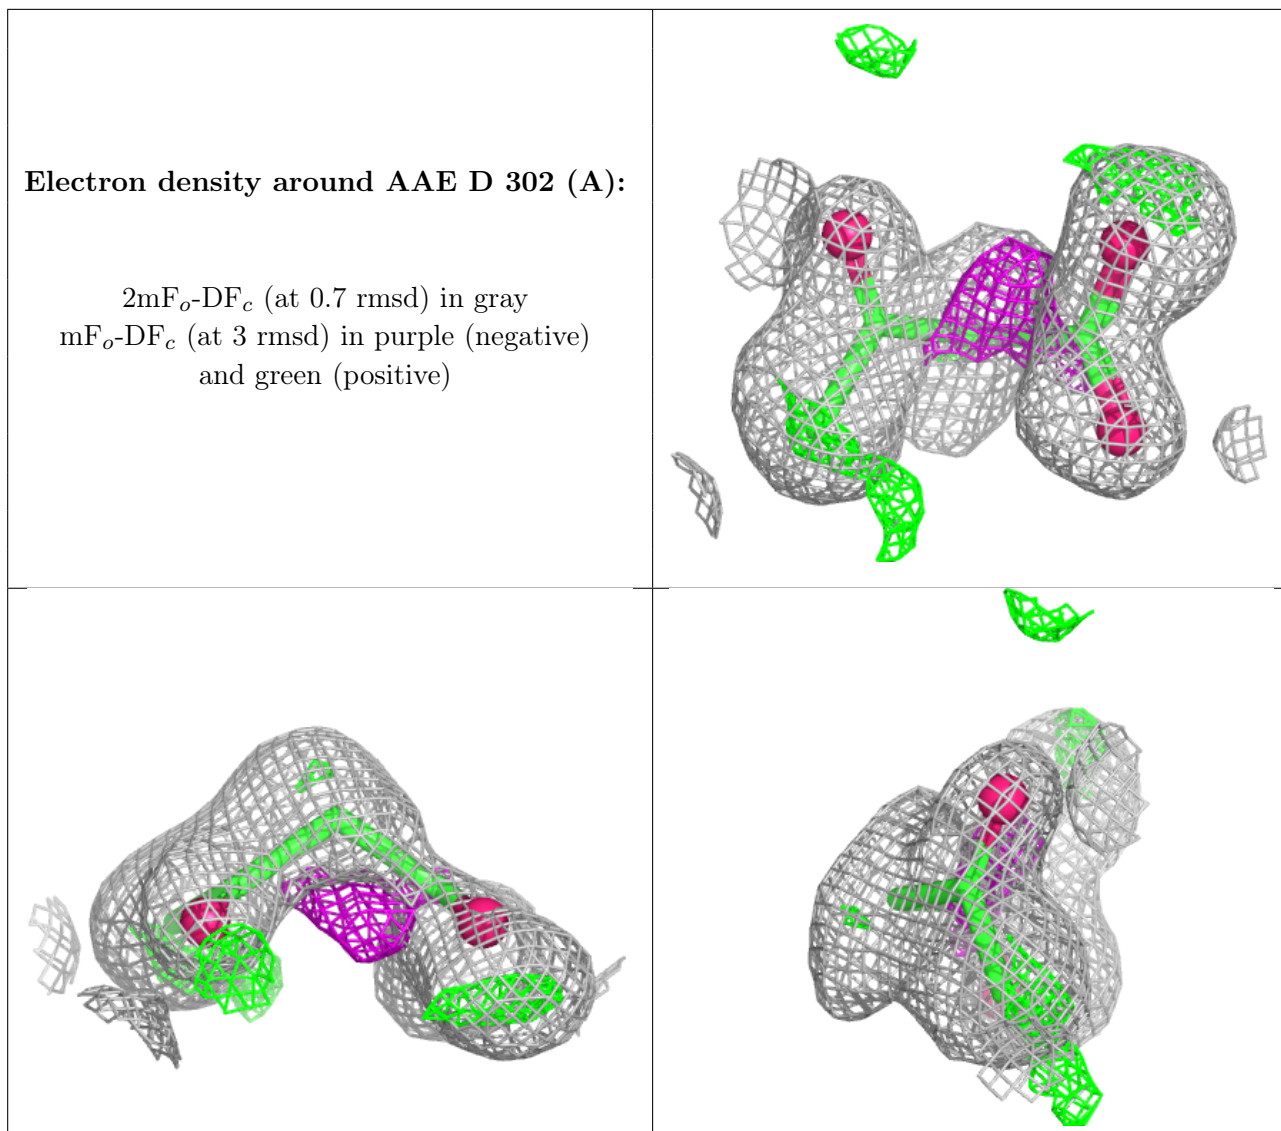 Electron density around AAE D 302 (A):
2mFo-DFc (at 0.7 rmsd) in gray
mFo-DFc (at 3 rmsd) in purple (negative)
and green (positive)